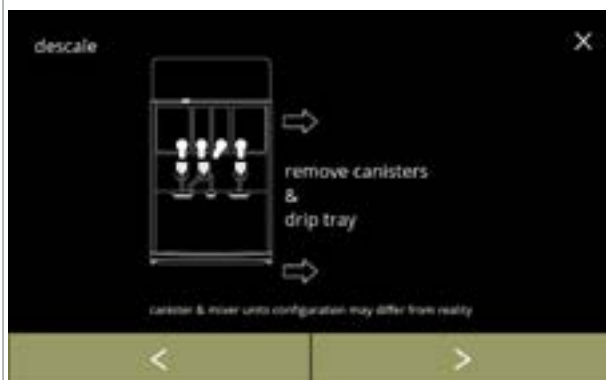 descale
remove canisters
&
drip tray
canister & mixer units configuration may differ from reality